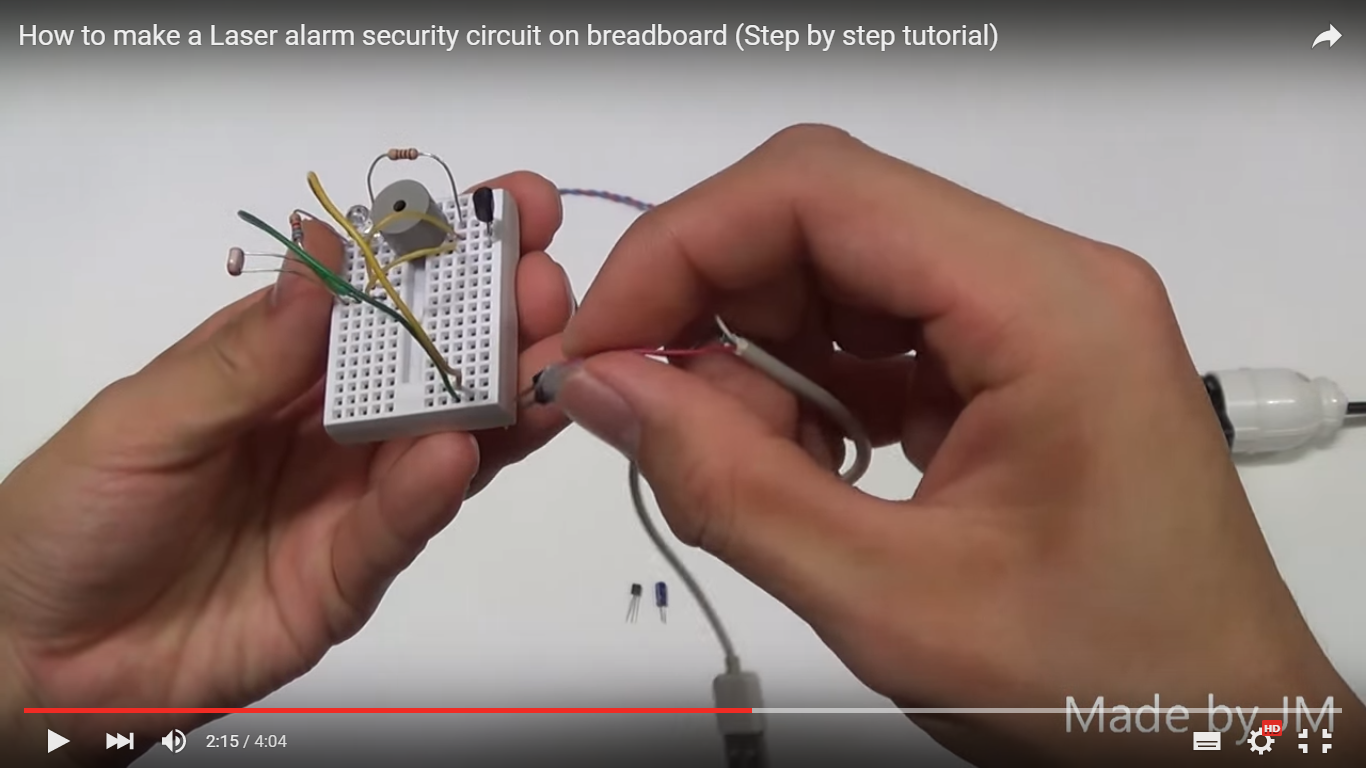 How to make a Laser alarm security circuit on breadboard (Step by step tutorial)
Made by JM
2:15 / 4:04
HD